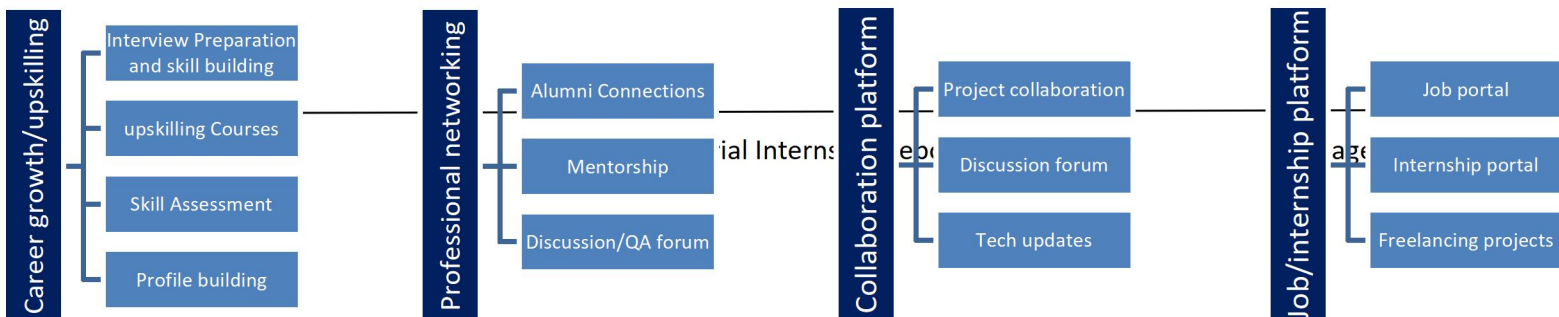 Career growth/upskilling
Interview Preparation
and skill building
upskilling Courses
Skill Assessment
Profile building
Professional networking
Alumni Connections
Mentorship
Discussion/QA forum
Collaboration platform
Project collaboration
Discussion forum
Tech updates
Job/internship platform
Job portal
Internship portal
Freelancing projects